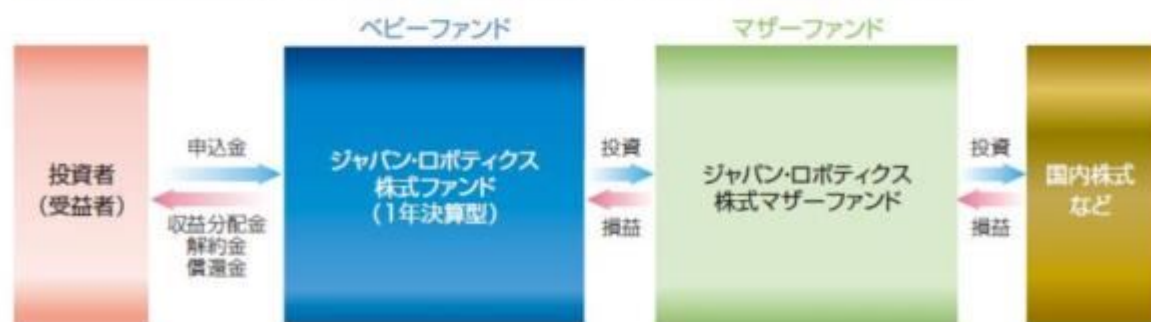 ベビーファンド
マザーファンド
投資者
(受益者)
申込金
収益分配金
解約金
償還金
ジャパン・ロボティクス
株式ファンド
(1年決算型)
投資
損益
ジャパン・ロボティクス
株式マザーファンド
投資
損益
国内株式
など